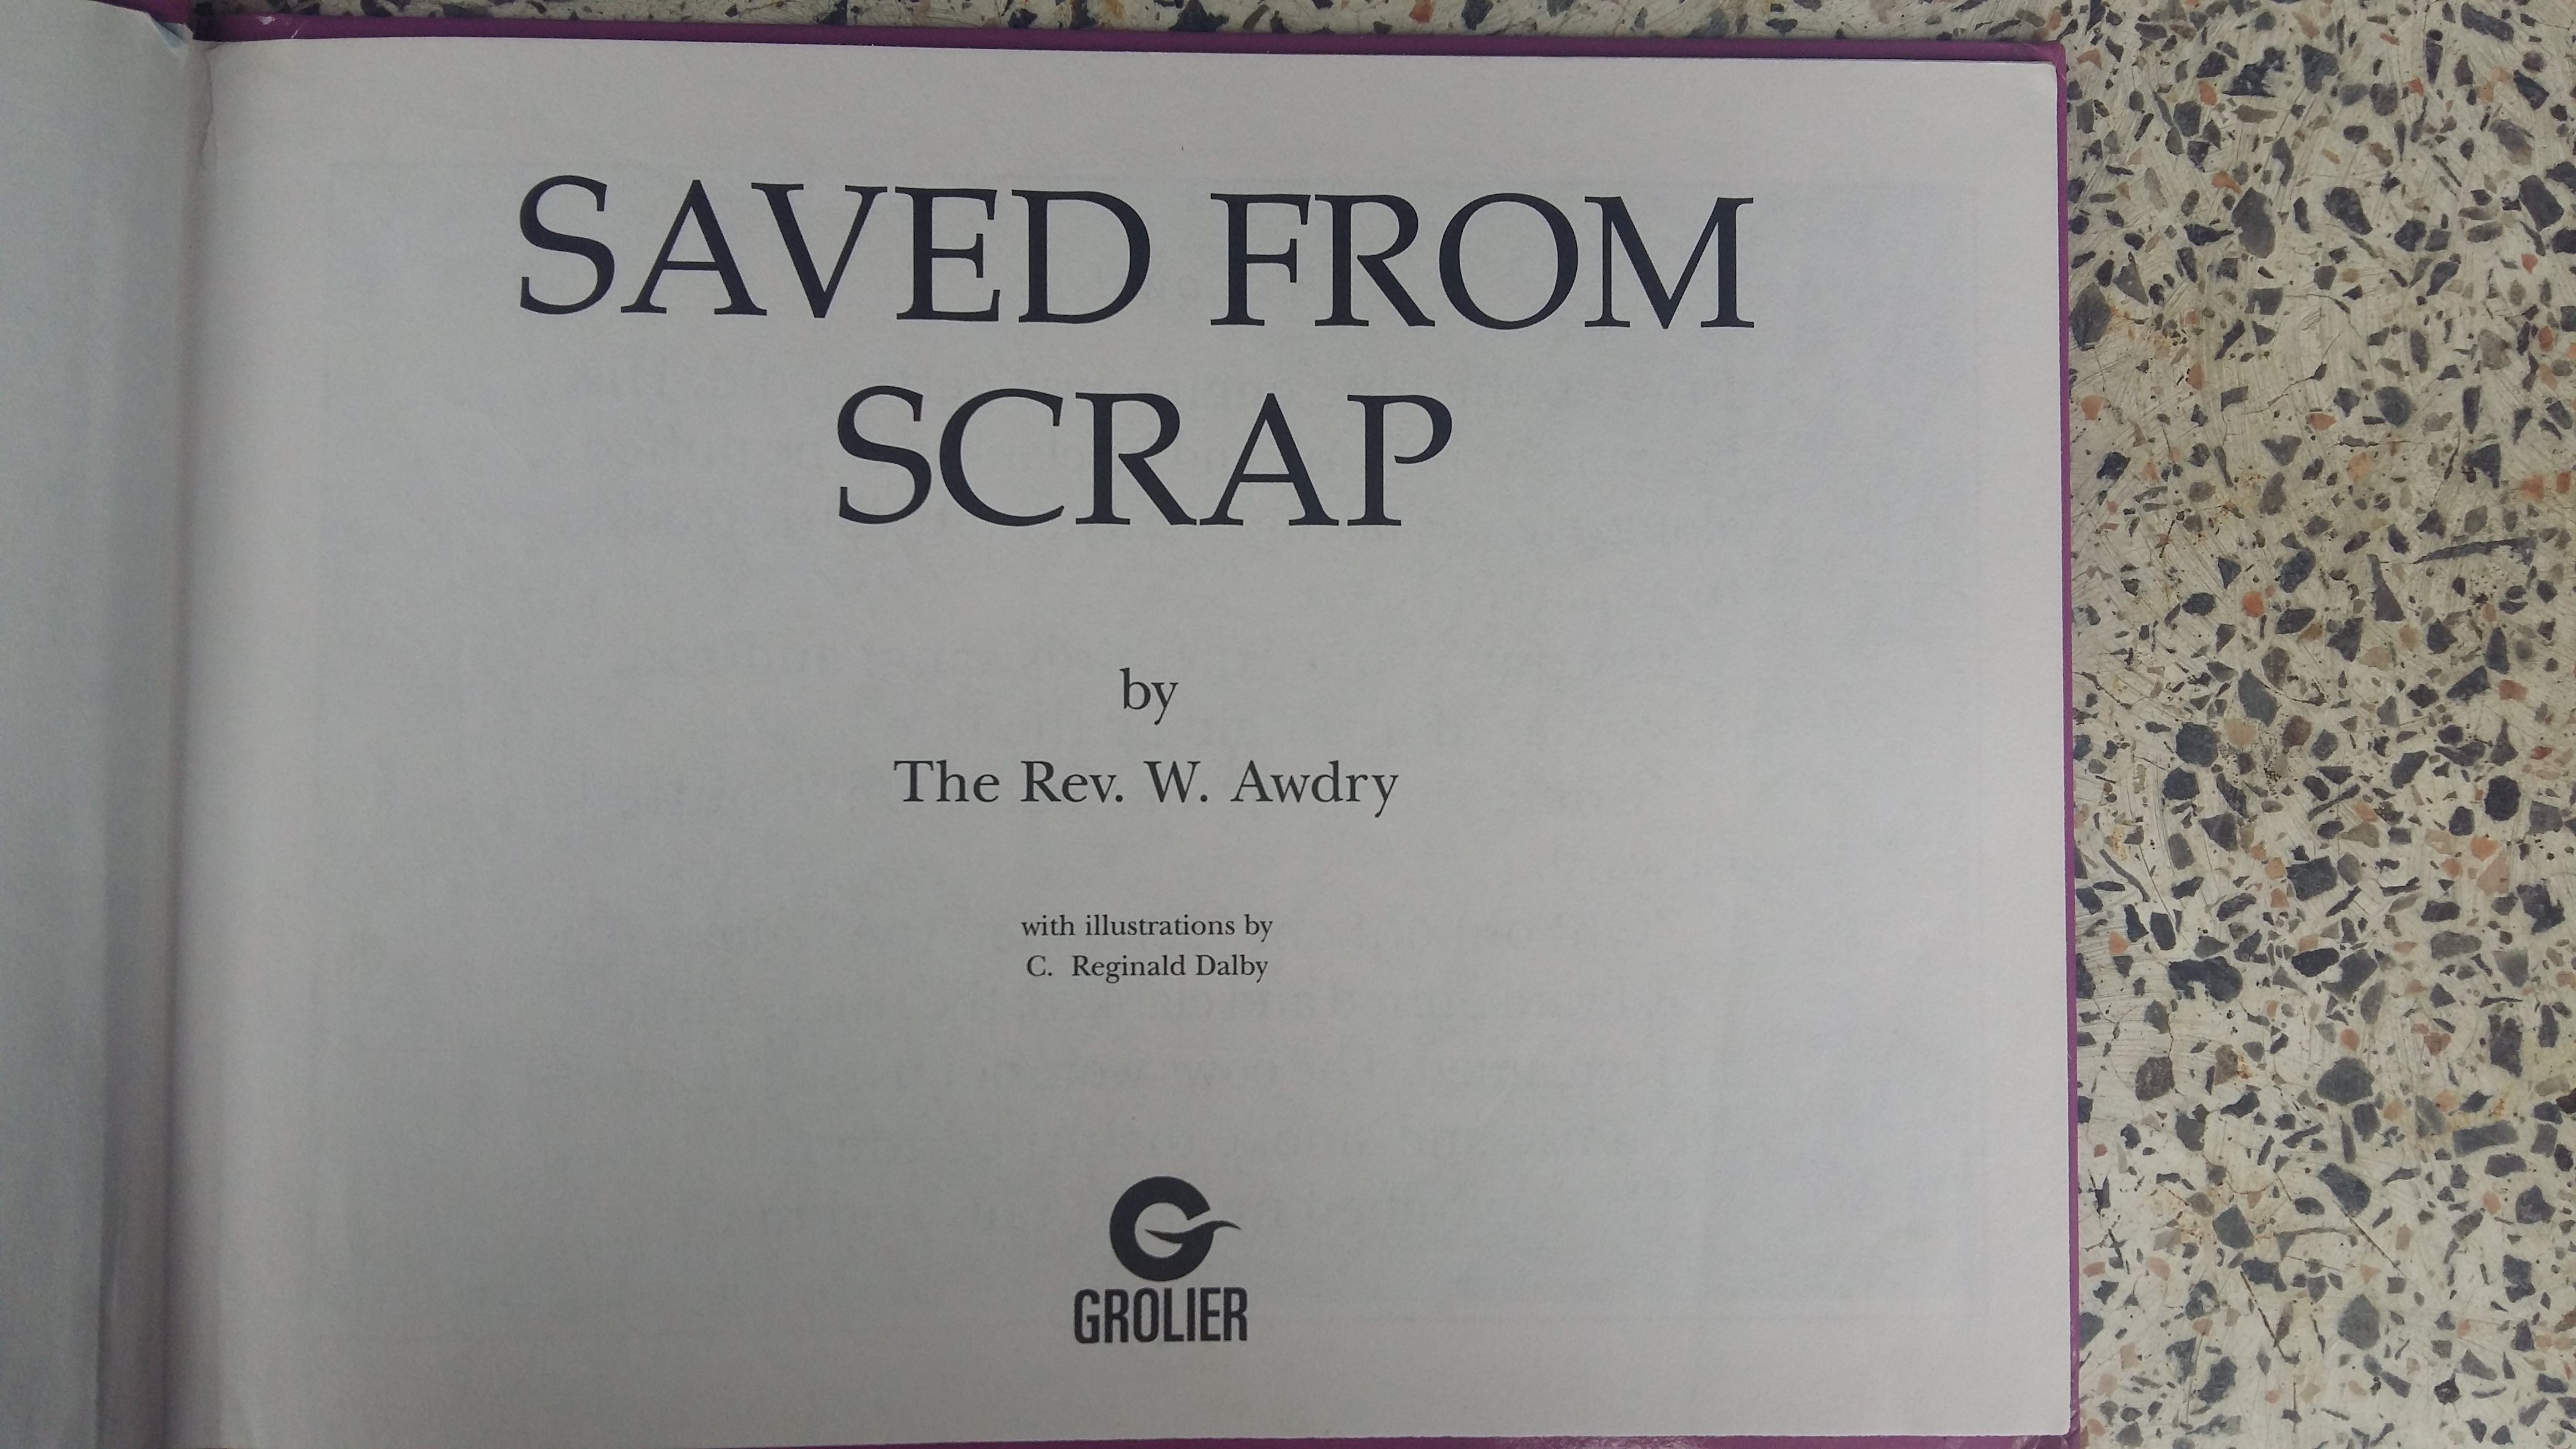 SAVED FROM
SCRAP
by
The Rev. W. Awdry
with illustrations by
C. Reginald Dalby
GROLIER